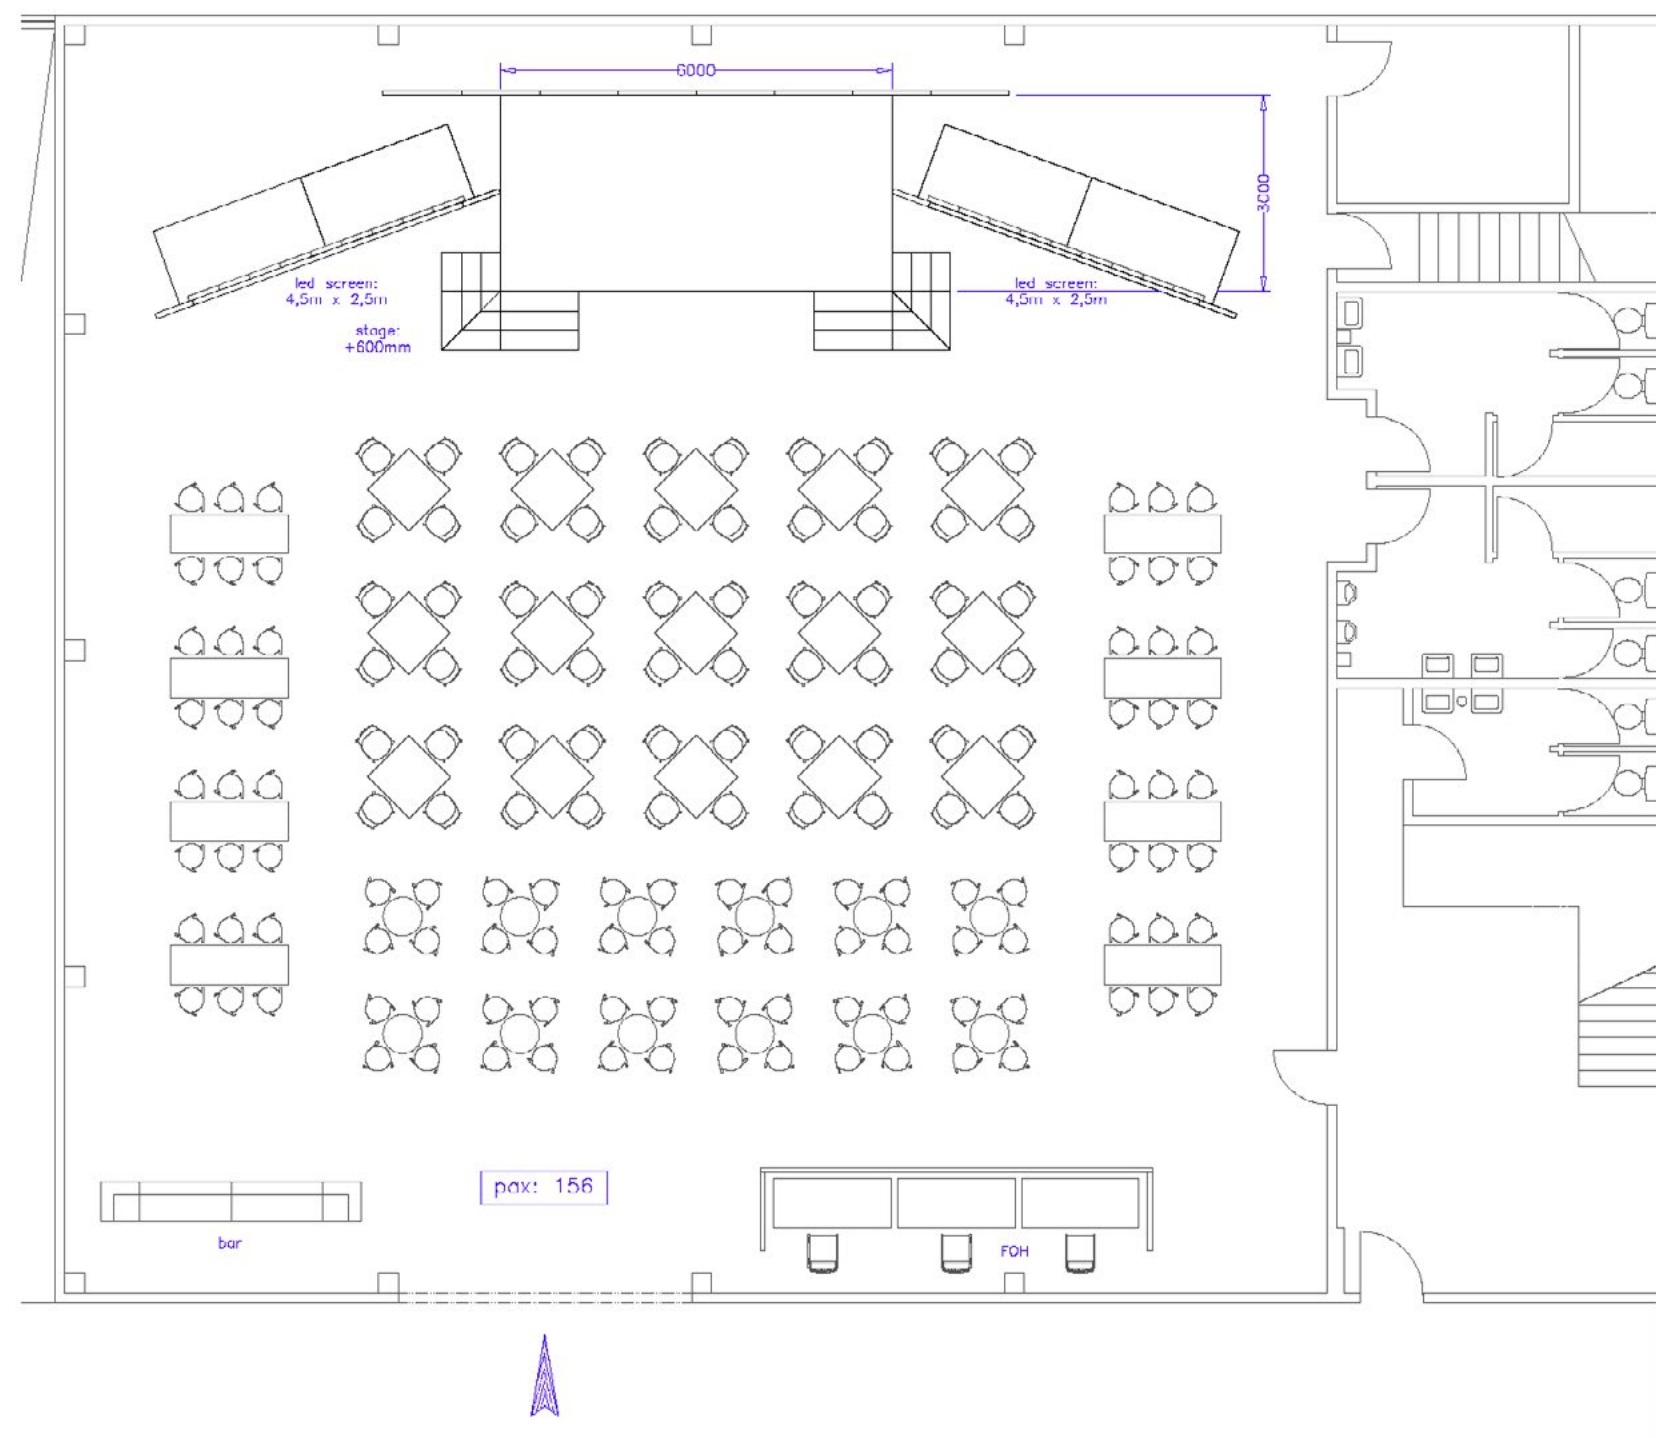 6000
3000
led screen:
4,5m x 2,5m
led screen:
4,5m x 2,5m
stage:
+600mm
pax: 156
bar
FOH